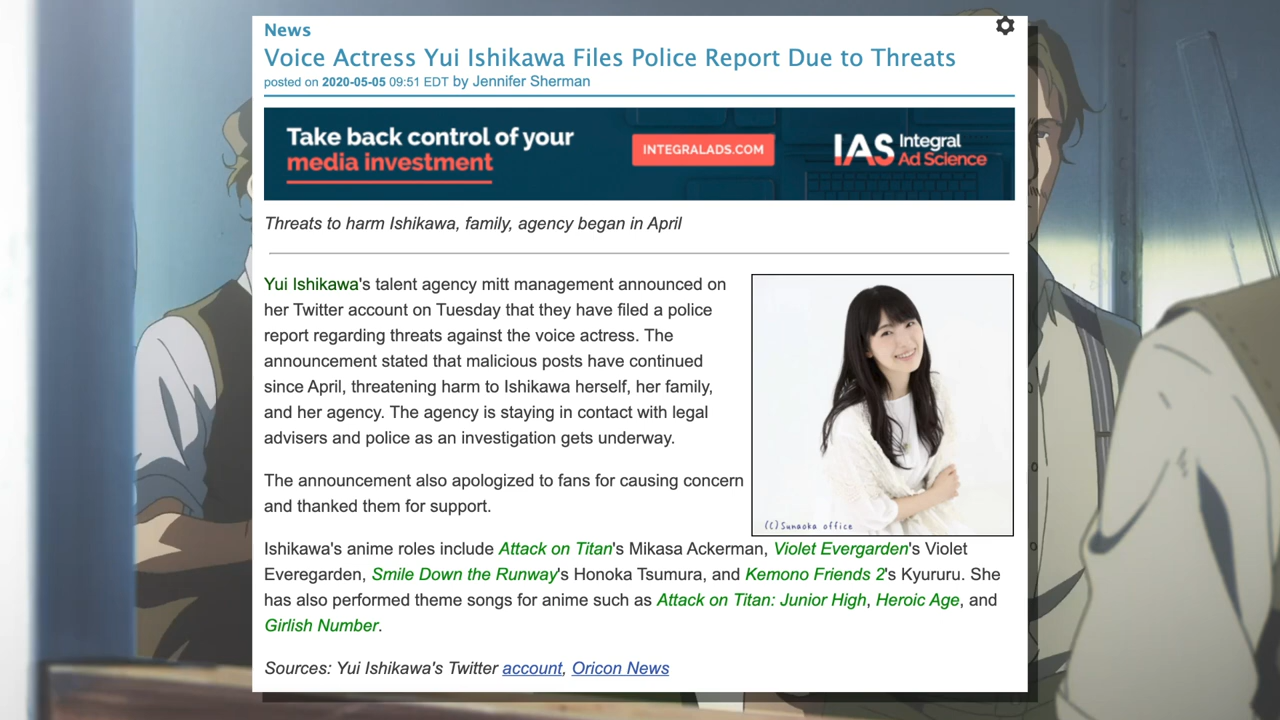 News
Voice Actress Yui Ishikawa Files Police Report Due to Threats
posted on 2020-05-05 09:51 EDT by Jennifer Sherman
Take back control of your
media investment
INTEGRALADS.COM
IAS Integral
Ad Science
Threats to harm Ishikawa, family, agency began in April
Yui Ishikawa's talent agency mitt management announced on
her Twitter account on Tuesday that they have filed a police
report regarding threats against the voice actress. The
announcement stated that malicious posts have continued
since April, threatening harm to Ishikawa herself, her family,
and her agency. The agency is staying in contact with legal
advisers and police as an investigation gets underway.
The announcement also apologized to fans for causing concern
and thanked them for support.
(C)Sunaoka office
Ishikawa's anime roles include Attack on Titan's Mikasa Ackerman, Violet Evergarden's Violet
Everegarden, Smile Down the Runway's Honoka Tsumura, and Kemono Friends 2's Kyururu. She
has also performed theme songs for anime such as Attack on Titan: Junior High, Heroic Age, and
Girlish Number.
Sources: Yui Ishikawa's Twitter account, Oricon News